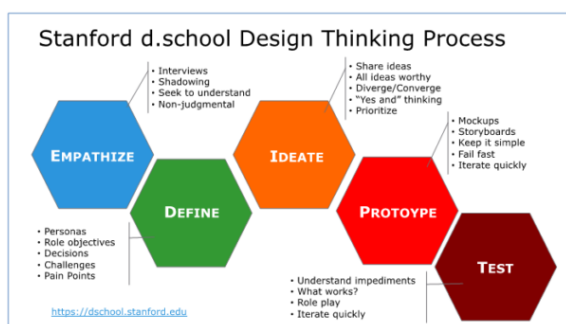 Stanford d.school Design Thinking Process
• Interviews
• Shadowing
• Seek to understand
• Non-judgmental
EMPATHIZE
• Personas
• Role objectives
• Decisions
• Challenges
• Pain Points
DEFINE
• Share ideas
• All ideas worthy
• Diverge/Converge
• "Yes and" thinking
• Prioritize
IDEATE
• Mockups
• Storyboards
• Keep it simple
• Fail fast
• Iterate quickly
PROTOYPE
• Understand impediments
• What works?
• Role play
• Iterate quickly
TEST
https://dschool.stanford.edu